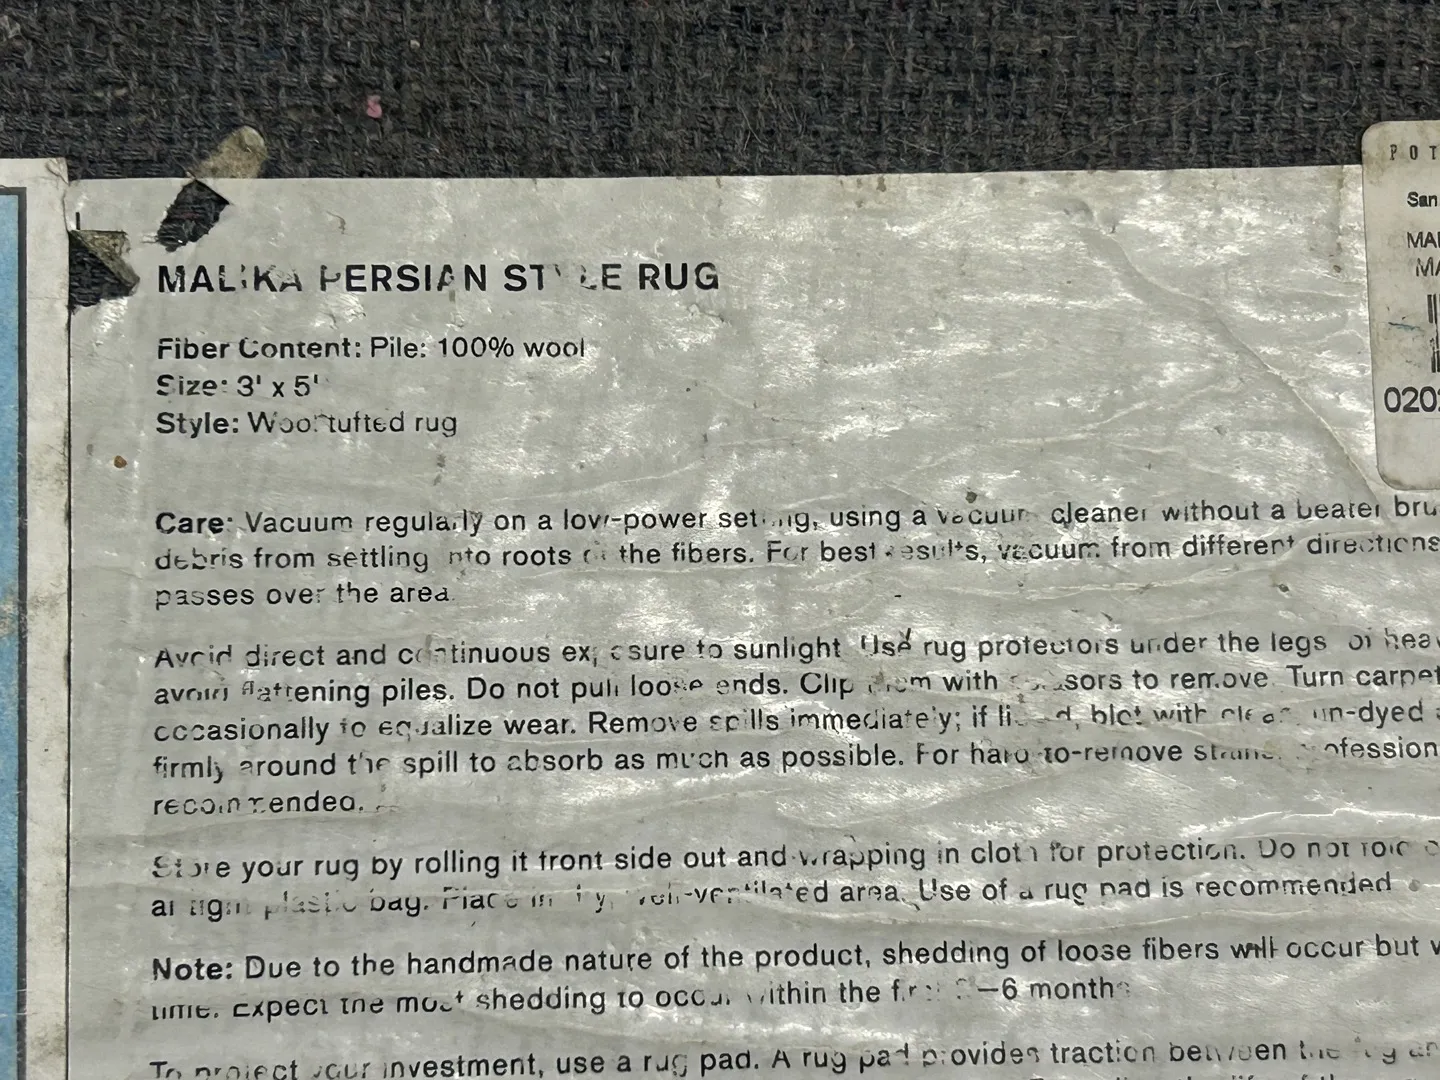 MALIKA PERSIAN STYLE RUG
Fiber Content: Pile: 100% wool
Size: 3' x 5'
Style: Wool tufted rug
Care: Vacuum regularly on a low-power setting, using a vacuum cleaner without a beater bru
debris from settling into roots of the fibers. For best results, vacuum from different directions
passes over the area.
Avoid direct and continuous exposure to sunlight. Use rug protectors under the legs of heav
avoid flattening piles. Do not pull loose ends. Clip them with scissors to remove. Turn carpet
occasionally to equalize wear. Remove spills immediately; if liquid, blot with clean, un-dyed
firmly around the spill to absorb as much as possible. For hard-to-remove stains, professional
recommended.
Store your rug by rolling it front side out and wrapping in cloth for protection. Do not fold
airtight plastic bag. Place in dry, well-ventilated area. Use of a rug pad is recommended
Note: Due to the handmade nature of the product, shedding of loose fibers will occur but
time. Expect the most shedding to occur within the first 6 months
To protect your investment, use a rug pad. A rug pad provides traction between the rug
POT
San
MAL
MA
020